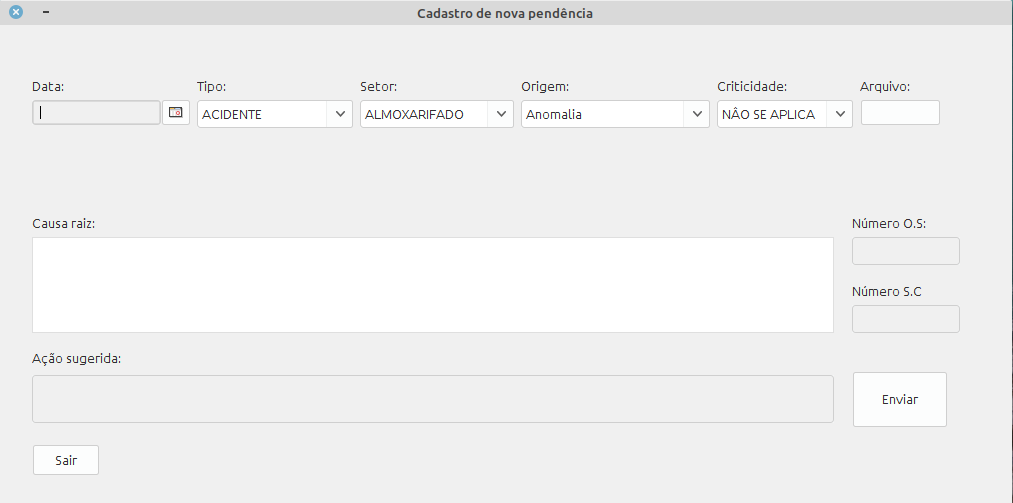 Cadastro de nova pendência
Data: Tipo: Setor: Origem: Criticidade: Arquivo:
ACIDENTE ALMOXARIFADO Anomalia NÂO SE APLICA
Causa raiz: Número O.S:
Número S.C
Ação sugerida:
Enviar
Sair